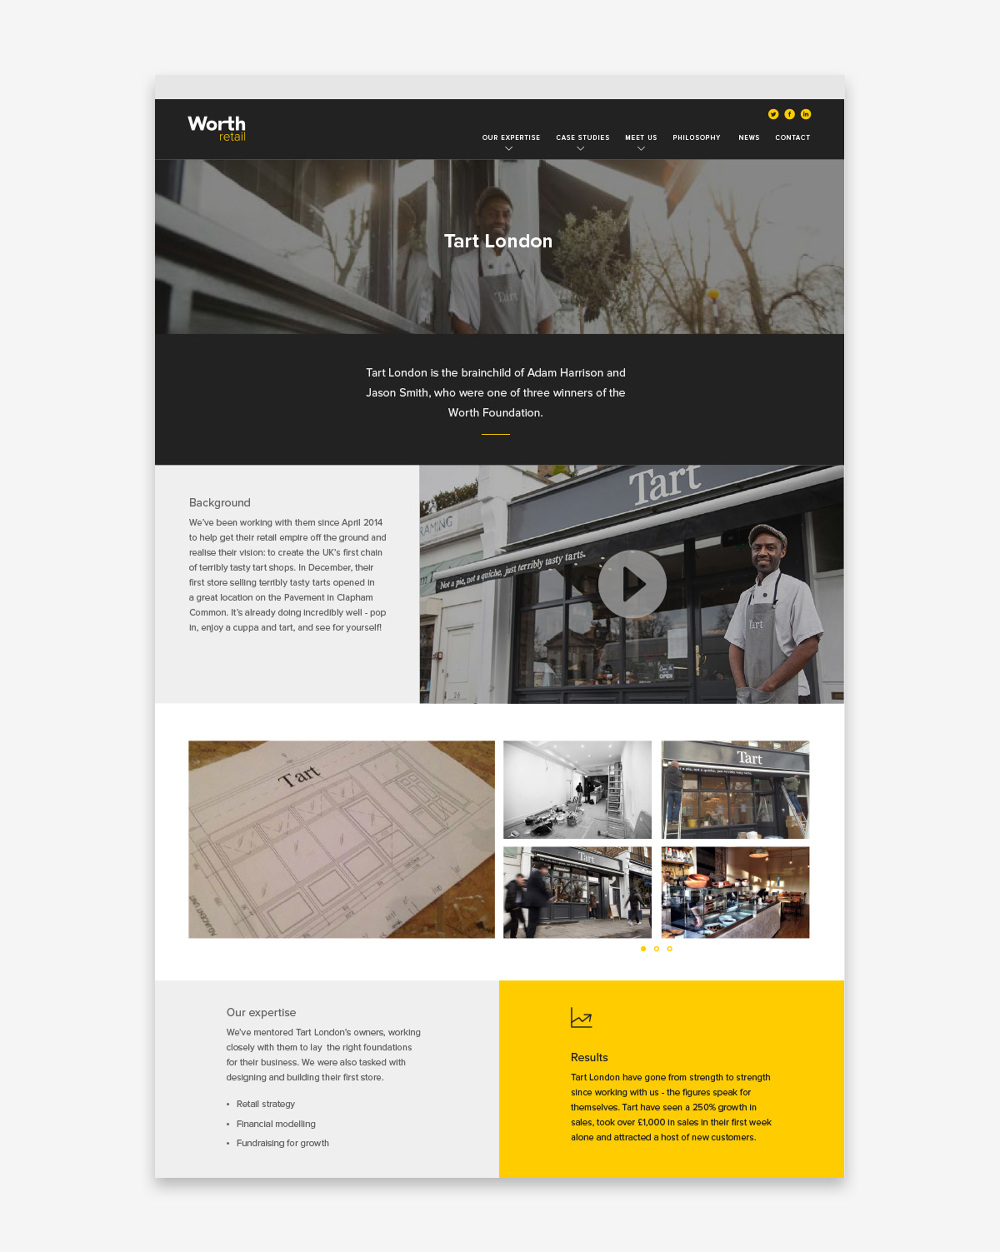 Worth
retail
OUR EXPERTISE CASE STUDIES MEET US PHILOSOPHY NEWS CONTACT
Tart London
Tart
Tart London is the brainchild of Adam Harrison and
Jason Smith, who were one of three winners of the
Worth Foundation.
Background
We've been working with them since April 2014
to help get their retail empire off the ground and
realise their vision: to create the UK's first chain
of terribly tasty tart shops. In December, their
first store selling terribly tasty tarts opened in
a great location on the Pavement in Clapham
Common. It's already doing incredibly well - pop
in, enjoy a cuppa and tart, and see for yourself!
Tart
FRAMING
Not a pie, not a quiche, just terribly tasty tarts.
Tart
OPEN
26
Tart
ADJACENT UNIT
Tart
Tart
Our expertise
We've mentored Tart London's owners, working
closely with them to lay the right foundations
for their business. We were also tasked with
designing and building their first store.
• Retail strategy
• Financial modelling
• Fundraising for growth
Results
Tart London have gone from strength to strength
since working with us - the figures speak for
themselves. Tart have seen a 250% growth in
sales, took over £1,000 in sales in their first week
alone and attracted a host of new customers.